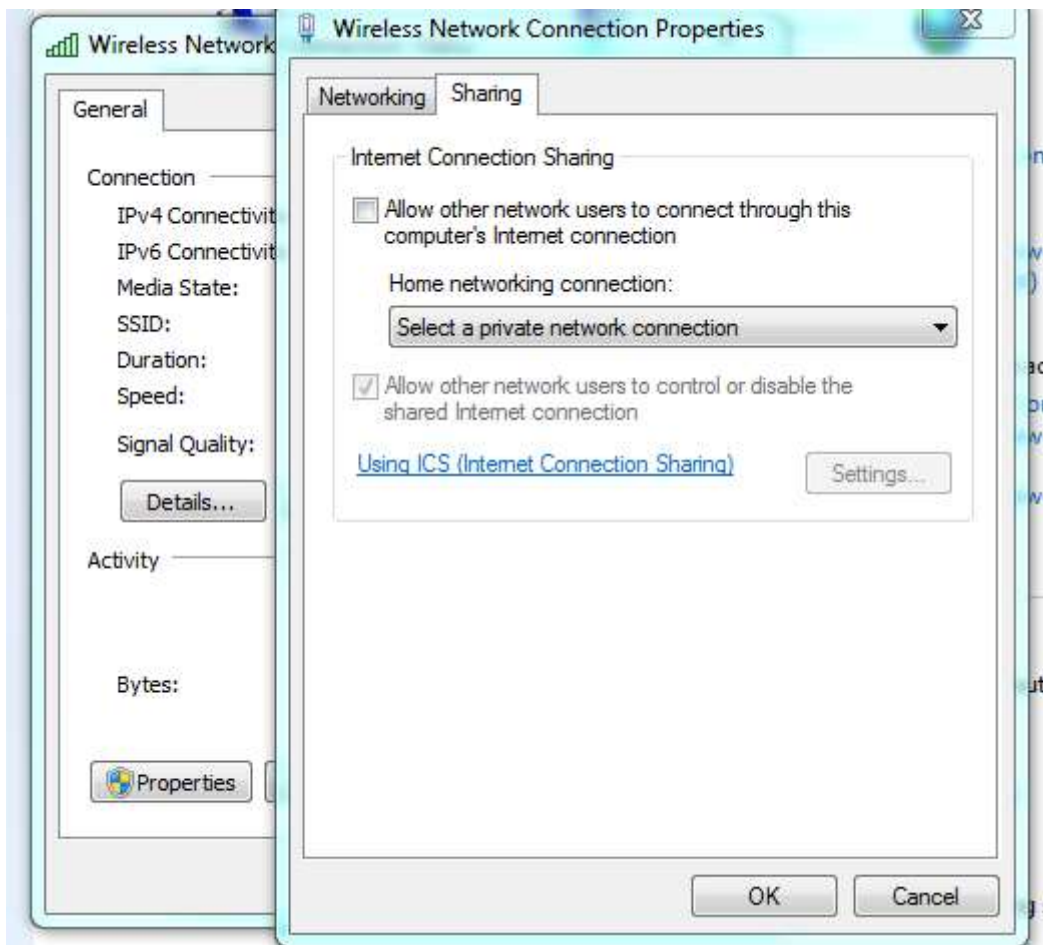 Wireless Network
General
Connection
IPv4 Connectivit
IPv6 Connectivit
Media State:
SSID:
Duration:
Speed:
Signal Quality:
Details...
Activity
Bytes:
Properties
Wireless Network Connection Properties
Networking
Sharing
Internet Connection Sharing
Allow other network users to connect through this
computer's Internet connection
Home networking connection:
Select a private network connection
Allow other network users to control or disable the
shared Internet connection
Using ICS (Internet Connection Sharing)
Settings...
OK
Cancel